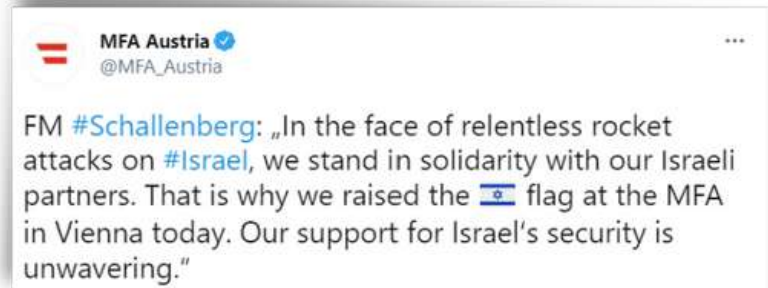 MFA Austria
@MFA_Austria
FM #Schallenberg: „In the face of relentless rocket
attacks on #Israel, we stand in solidarity with our Israeli
partners. That is why we raised the 🇮🇱 flag at the MFA
in Vienna today. Our support for Israel‘s security is
unwavering.”